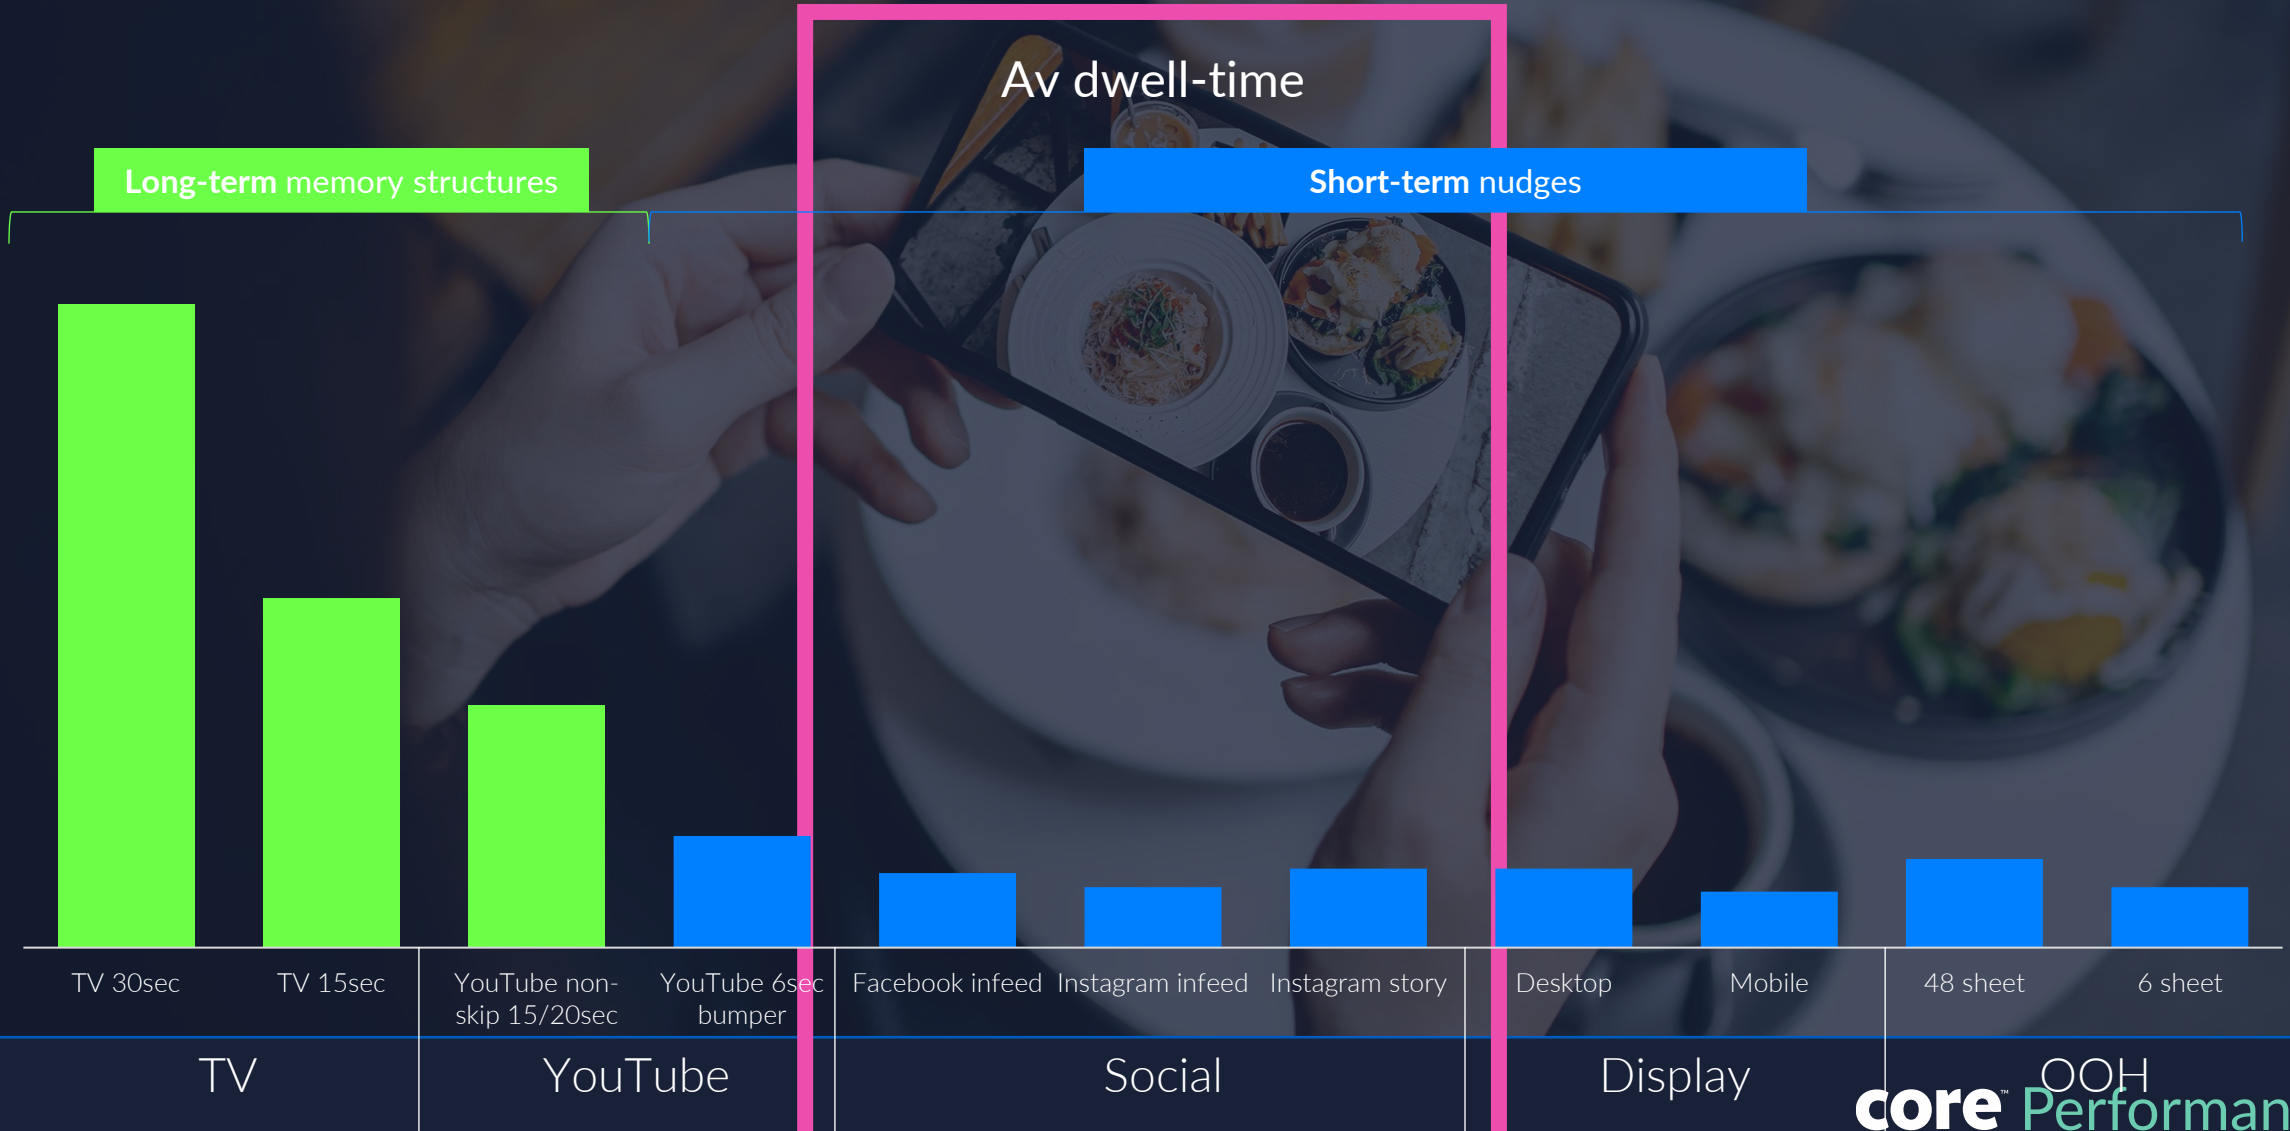 Av dwell-time
Long-term memory structures
Short-term nudges
TV 30sec
TV 15sec
YouTube non-
skip 15/20sec
YouTube 6sec
bumper
Facebook infeed
Instagram infeed
Instagram story
Desktop
Mobile
48 sheet
6 sheet
TV
YouTube
Social
Display
OOH
core™ Performan